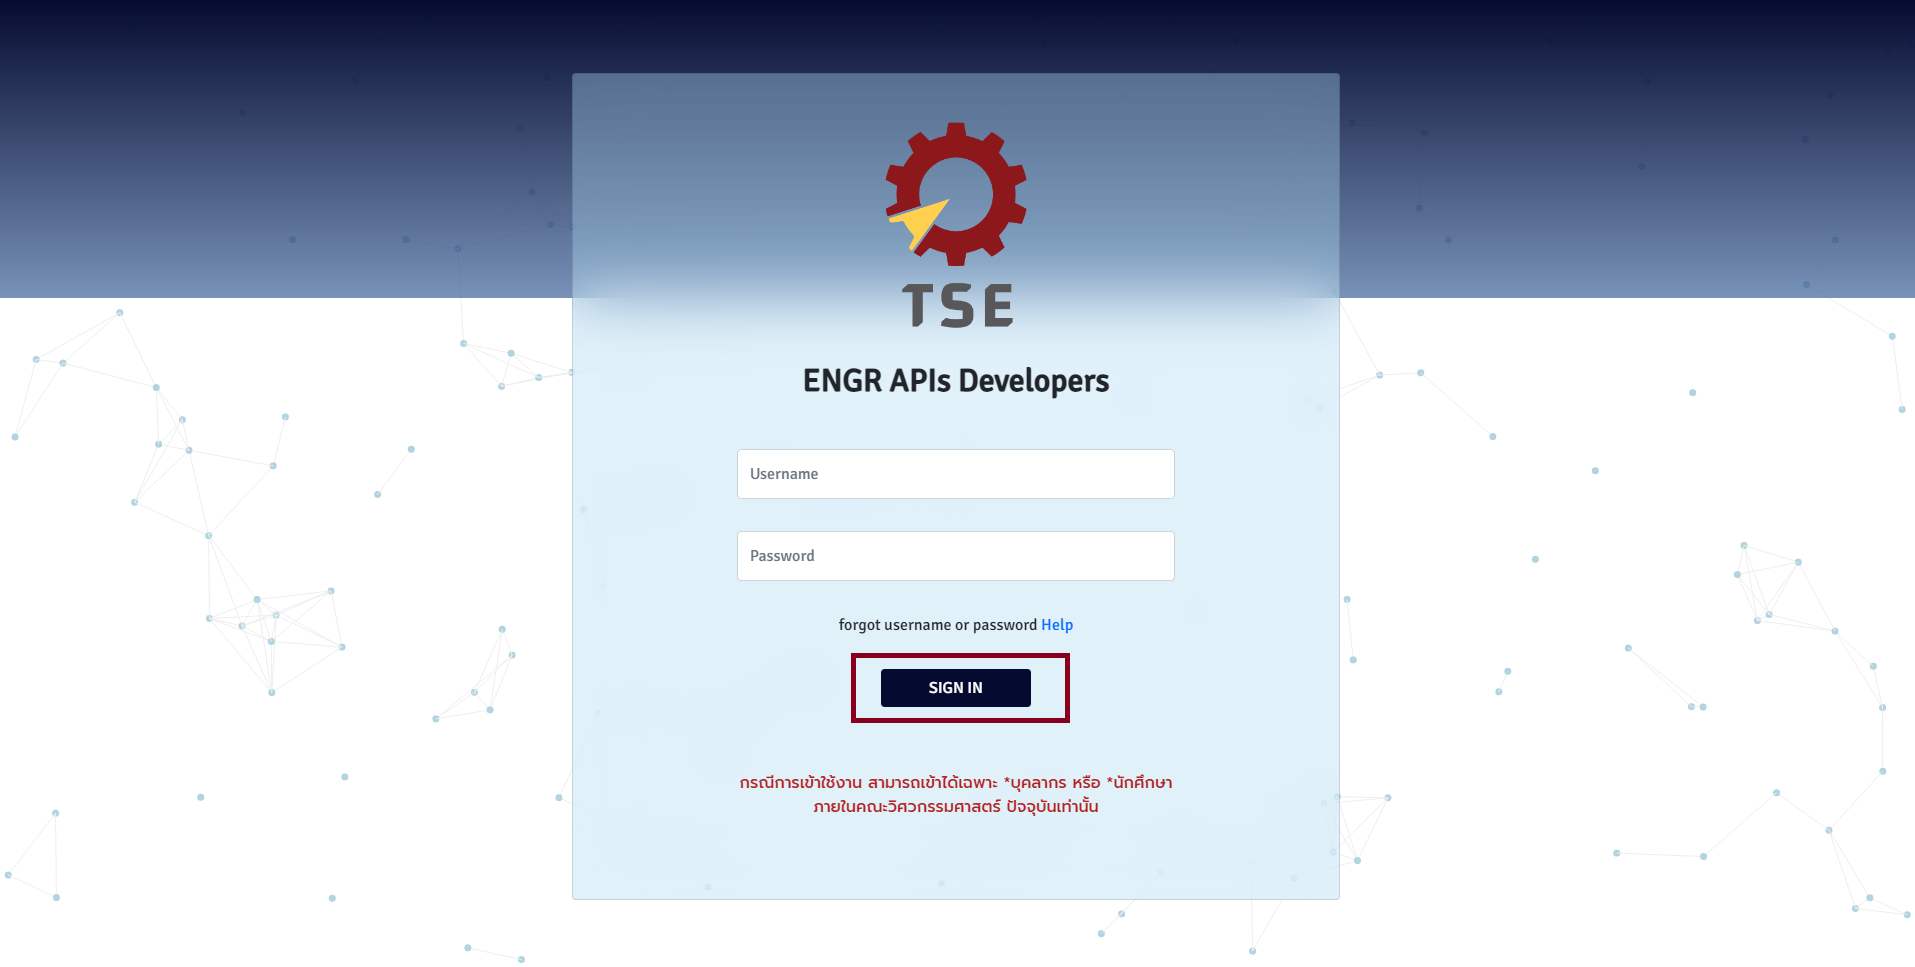 TSE
ENGR APIs Developers
Username
Password
forgot username or password Help
SIGN IN
กรณีการเข้าใช้งาน สามารถเข้าได้เฉพาะ *บุคลากร หรือ *นักศึกษา
ภายในคณะวิศวกรรมศาสตร์ ปัจจุบันเท่านั้น